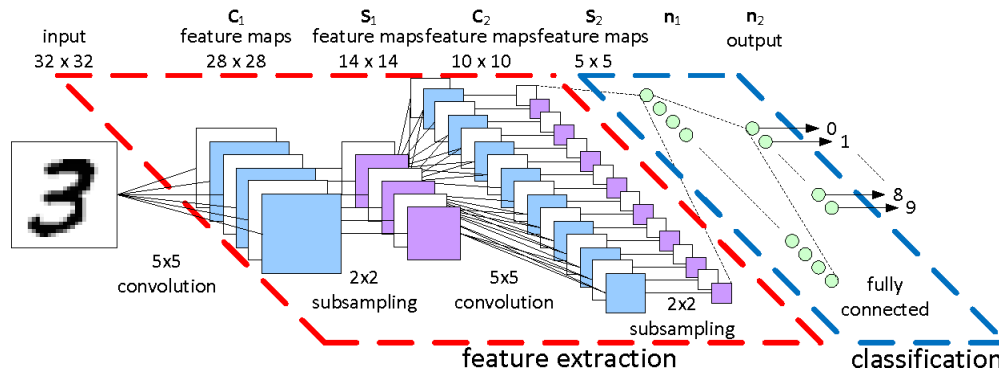 C1 S1 C2 S2 n1 n2
input feature maps feature maps feature maps feature maps output
32 x 32 28 x 28 14 x 14 10 x 10 5 x 5
0
1
8
9
5x5
convolution
2x2
subsampling
5x5
convolution
2x2
subsampling
fully
connected
feature extraction
classification
3